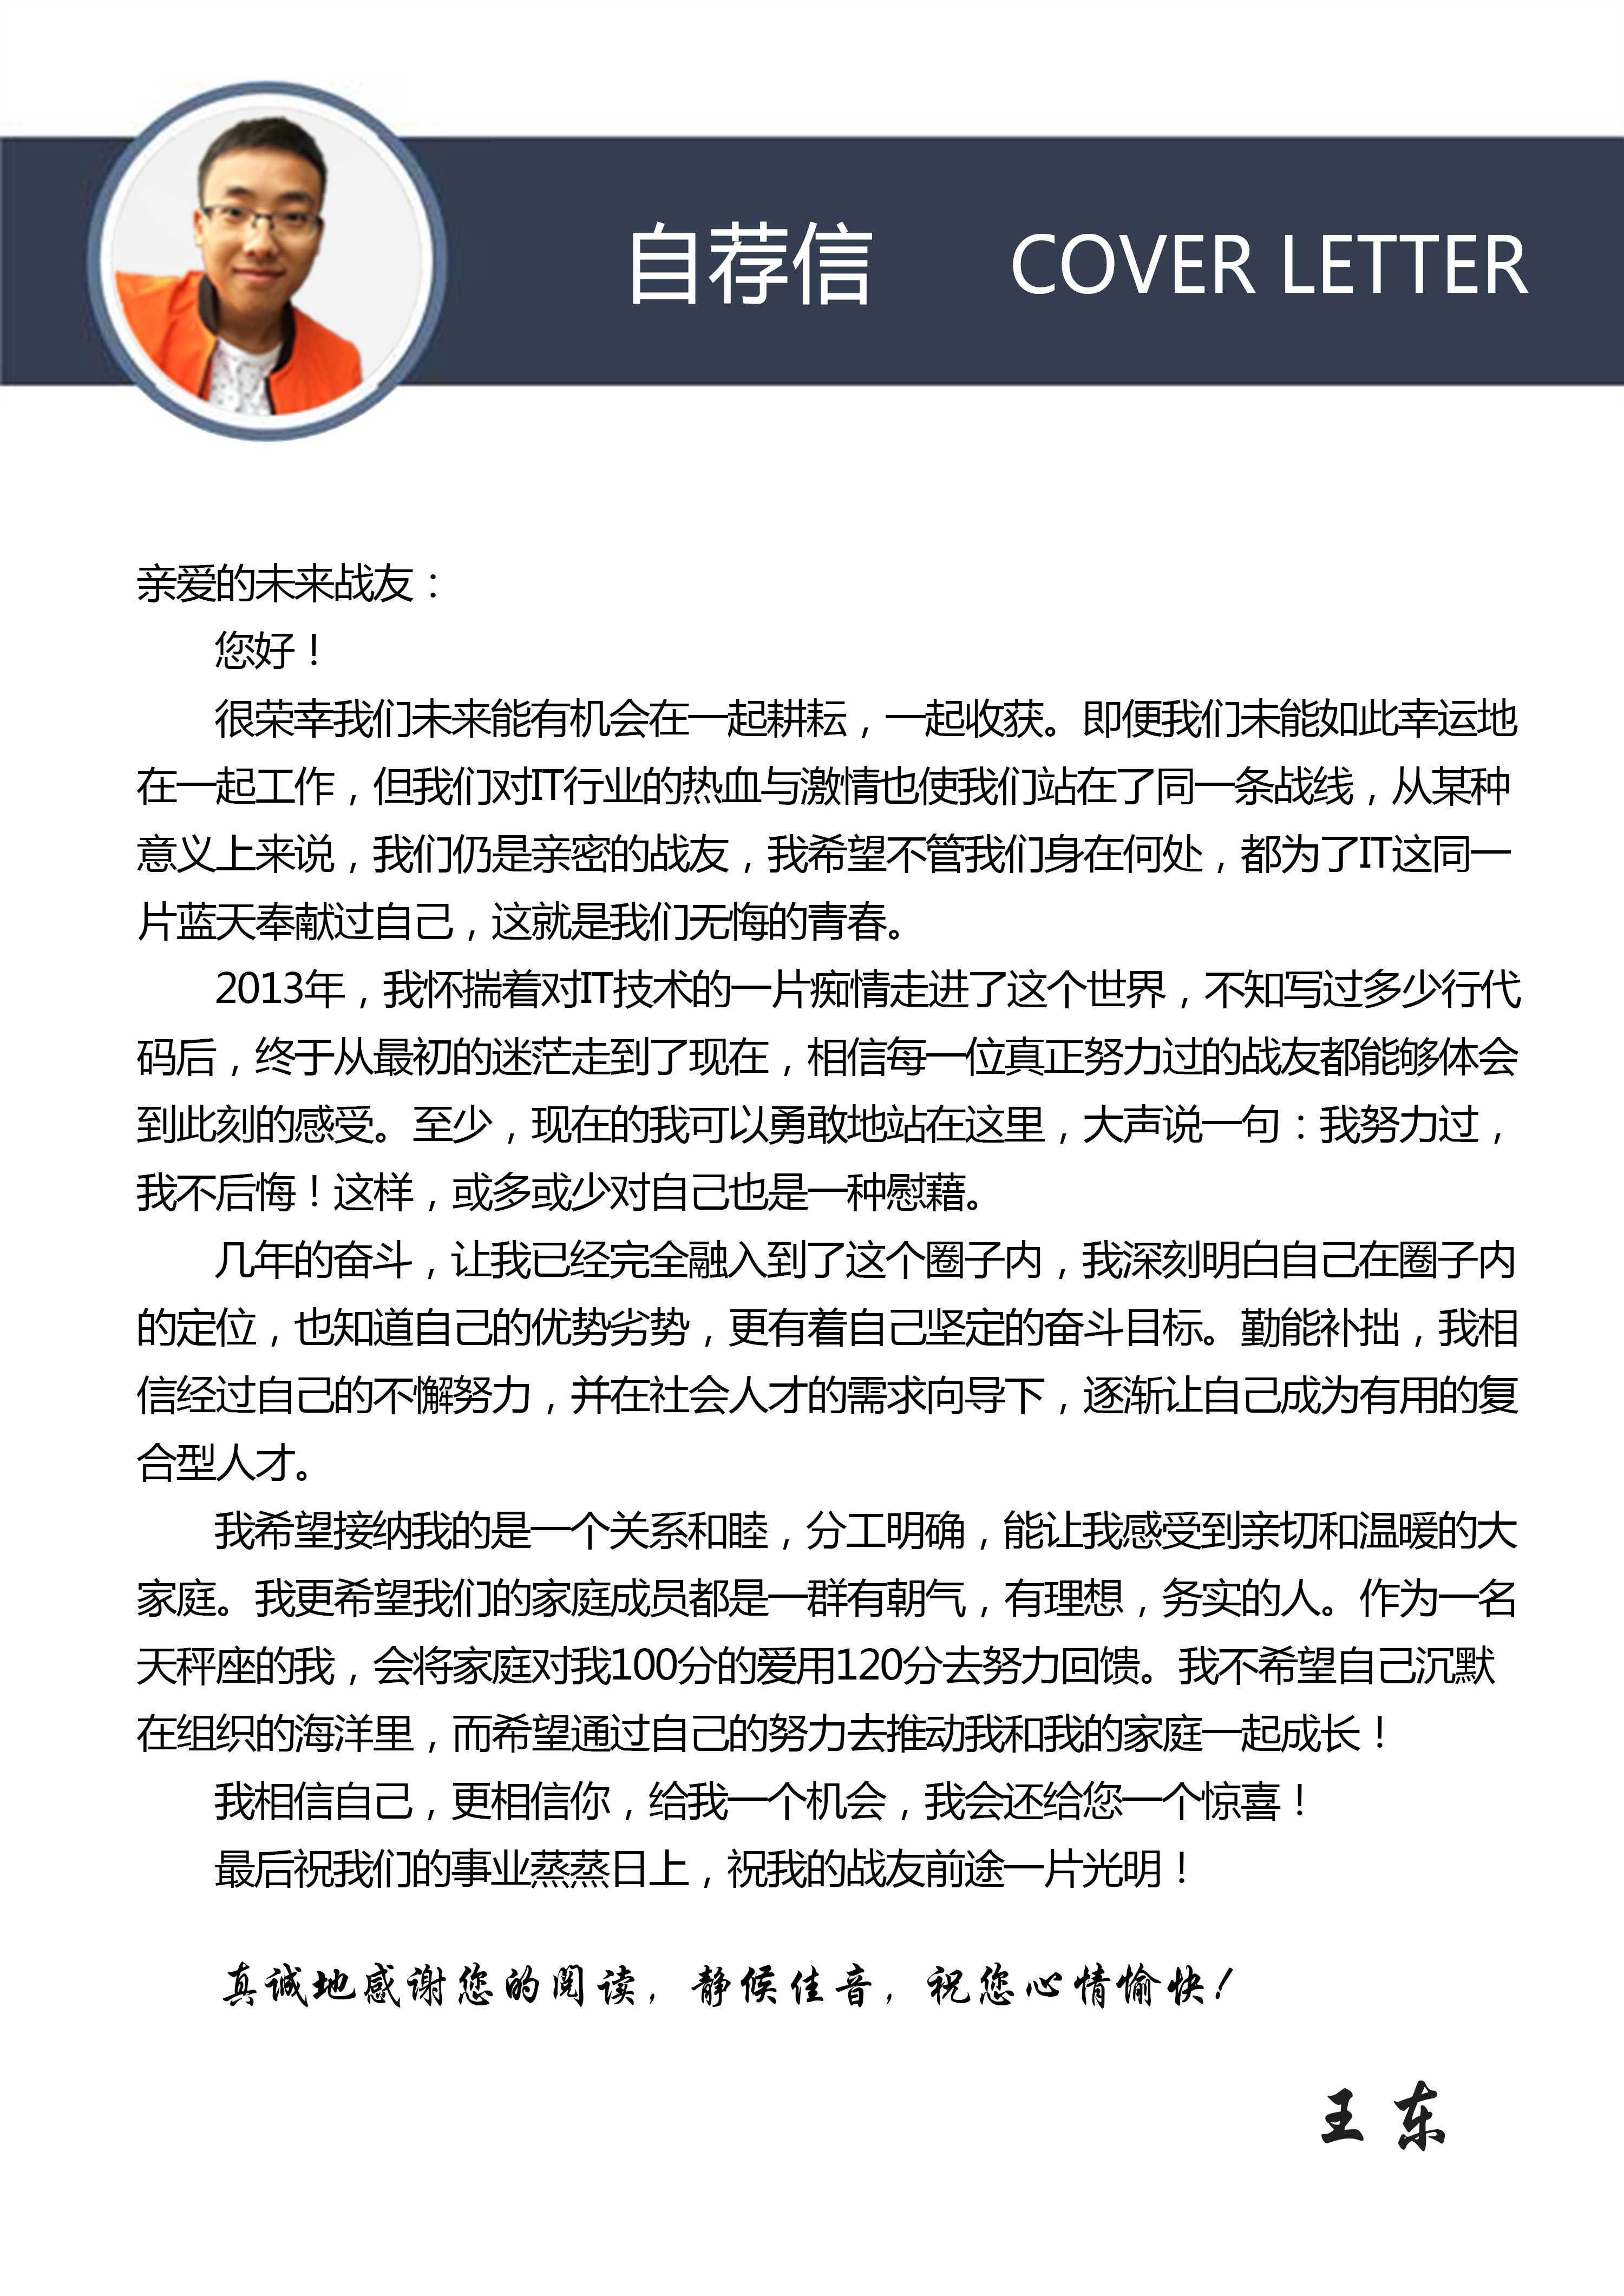 自荐信 COVER LETTER
亲爱的未来战友：
您好！
很荣幸我们未来能有机会在一起耕耘，一起收获。即便我们未能如此幸运地
在一起工作，但我们对IT行业的热血与激情也使我们站在了同一条战线，从某种
意义上来说，我们仍是亲密的战友，我希望不管我们身在何处，都为了IT这同一
片蓝天奉献过自己，这就是我们无悔的青春。
2013年，我怀揣着对IT技术的一片痴情走进了这个世界，不知写过多少行代
码后，终于从最初的迷茫走到了现在，相信每一位真正努力过的战友都能够体会
到此刻的感受。至少，现在的我可以勇敢地站在这里，大声说一句：我努力过，
我不后悔！这样，或多或少对自己也是一种慰藉。
几年的奋斗，让我已经完全融入到了这个圈子内，我深刻明白自己在圈子内
的定位，也知道自己的优势劣势，更有着自己坚定的奋斗目标。勤能补拙，我相
信经过自己的不懈努力，并在社会人才的需求向导下，逐渐让自己成为有用的复
合型人才。
我希望接纳我的是一个关系和睦，分工明确，能让我感受到亲切和温暖的大
家庭。我更希望我们的家庭成员都是一群有朝气，有理想，务实的人。作为一名
天秤座的我，会将家庭对我100分的爱用120分去努力回馈。我不希望自己沉默
在组织的海洋里，而希望通过自己的努力去推动我和我的家庭一起成长！
我相信自己，更相信你，给我一个机会，我会还给您一个惊喜！
最后祝我们的事业蒸蒸日上，祝我的战友前途一片光明！
真诚地感谢您的阅读，静候佳音，祝您心情愉快！
王 东